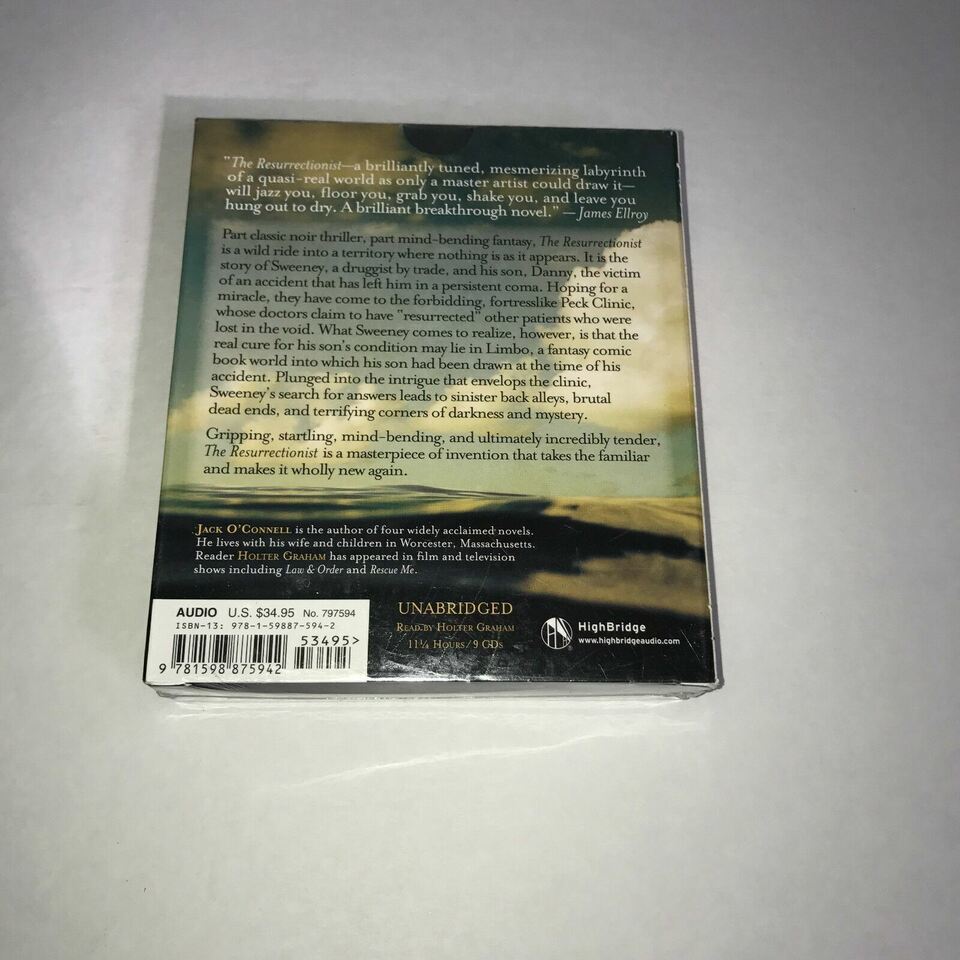 "The Resurrectionist—a brilliantly tuned, mesmerizing labyrinth
of a quasi-real world as only a master artist could draw it—
will jazz you, floor you, grab you, shake you, and leave you
hung out to dry. A brilliant breakthrough novel." — James Ellroy
Part classic noir thriller, part mind-bending fantasy, The Resurrectionist
is a wild ride into a territory where nothing is as it appears. It is the
story of Sweeney, a druggist by trade, and his son, Danny, the victim
of an accident that has left him in a persistent coma. Hoping for a
miracle, they have come to the forbidding, fortresslike Peck Clinic,
whose doctors claim to have "resurrected" other patients who were
lost in the void. What Sweeney comes to realize, however, is that the
real cure for his son's condition may lie in Limbo, a fantasy comic
book world into which his son had been drawn at the time of his
accident. Plunged into the intrigue that envelops the clinic,
Sweeney's search for answers leads to sinister back alleys, brutal
dead ends, and terrifying corners of darkness and mystery.
Gripping, startling, mind-bending, and ultimately incredibly tender,
The Resurrectionist is a masterpiece of invention that takes the familiar
and makes it wholly new again.
JACK O'CONNELL is the author of four widely acclaimed novels.
He lives with his wife and children in Worcester, Massachusetts.
Reader HOLTER GRAHAM has appeared in film and television
shows including Law & Order and Rescue Me.
AUDIO U.S. $34.95 No. 797594
ISBN-13: 978-1-59887-594-2
53495>
9 781598 875942
UNABRIDGED
READ BY HOLTER GRAHAM
11¼ HOURS/9 CDS
HighBridge
www.highbridgeaudio.com